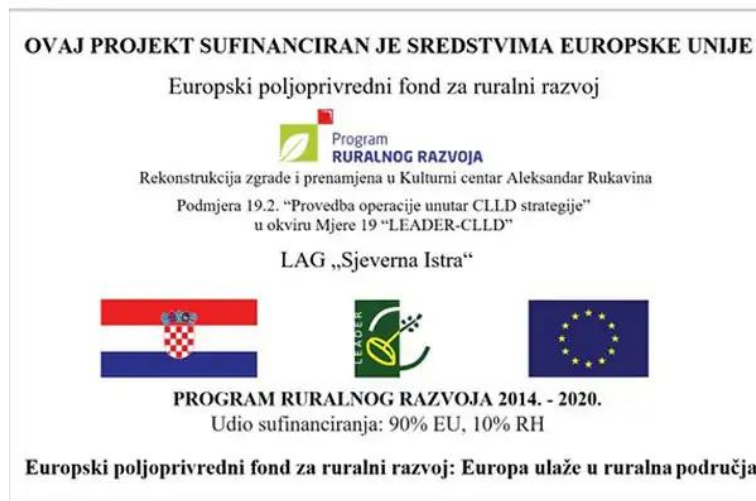 OVAJ PROJEKT SUFINANCIRAN JE SREDSTVIMA EUROPSKE UNIJE
Europski poljoprivredni fond za ruralni razvoj
Program
RURALNOG RAZVOJA
Rekonstrukcija zgrade i prenamjena u Kulturni centar Aleksandar Rukavina
Podmjera 19.2. “Provedba operacije unutar CLLD strategije”
u okviru Mjere 19 “LEADER-CLLD”
LAG „Sjeverna Istra“
LEADER
PROGRAM RURALNOG RAZVOJA 2014. - 2020.
Udio sufinanciranja: 90% EU, 10% RH
Europski poljoprivredni fond za ruralni razvoj: Europa ulaže u ruralna područja